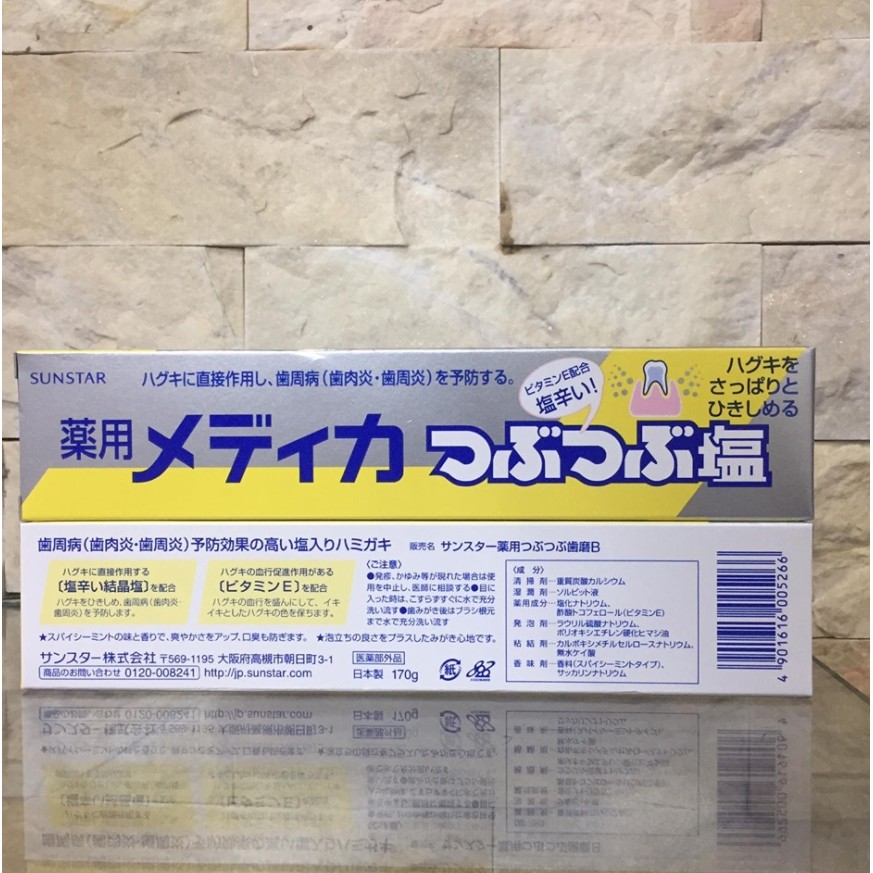 SUNSTAR
ハグキに直接作用し、歯周病(歯肉炎・歯周炎)を予防する。
ビタミンE配合
塩辛い!
ハグキを
さっぱりと
ひきしめる
薬用 メディカ つぶつぶ塩
歯周病(歯肉炎・歯周炎)予防効果の高い塩入りハミガキ 販売名 サンスター薬用つぶつぶ歯磨B
ハグキに直接作用する
〔塩辛い結晶塩〕を配合
ハグキをひきしめ、歯周病(歯肉炎・
歯周炎)を予防します。
ハグキの血行促進作用がある
〔ビタミンE〕を配合
ハグキの血行を盛んにして、イキ
イキとしたハグキの色を保ちます。
〈ご注意〉
●発疹、かゆみ等が現れた場合は使
用を中止し、医師に相談する●目に
入った時は、こすらずすぐに水で充分
洗い流す●歯みがき後はブラシ根元
まで水で充分洗い流す
★スパイシーミントの味と香りで、爽やかさをアップ、口臭も防ぎます。 ★泡立ちの良さをプラスしたみがき心地です。
サンスター株式会社 〒569-1195 大阪府高槻市朝日町3-1
商品のお問い合わせ 0120-008241 http://jp.sunstar.com
医薬部外品
日本製 170g
紙
〈成 分〉
清掃剤―重質炭酸カルシウム
湿潤剤―ソルビット液
薬用成分―塩化ナトリウム、
酢酸トコフェロール(ビタミンE)
発泡剤―ラウリル硫酸ナトリウム、
ポリオキシエチレン硬化ヒマシ油
粘結剤―カルボキシメチルセルロースナトリウム、
無水ケイ酸
香味剤―香料(スパイシーミントタイプ)、
サッカリンナトリウム
4 901616 005266